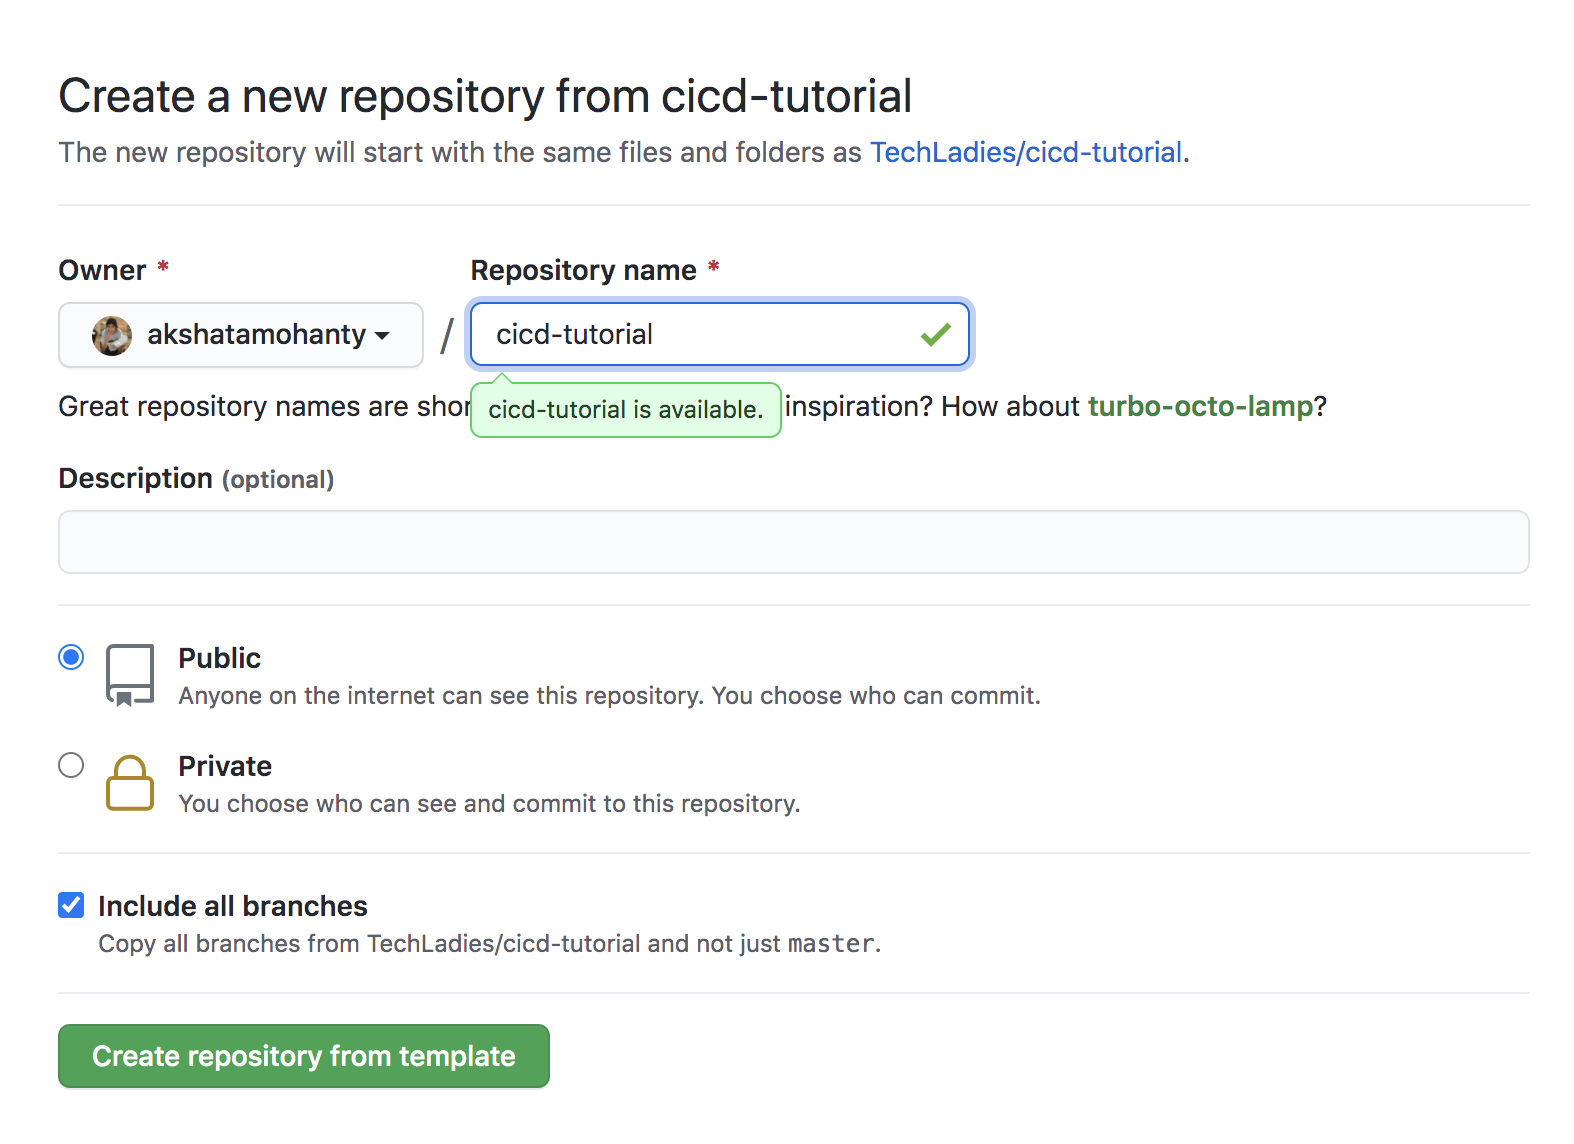 Create a new repository from cicd-tutorial
The new repository will start with the same files and folders as TechLadies/cicd-tutorial.
Owner *
Repository name *
akshatamohanty / cicd-tutorial
Great repository names are shor inspiration? How about turbo-octo-lamp?
cicd-tutorial is available.
Description (optional)
Public
Anyone on the internet can see this repository. You choose who can commit.
Private
You choose who can see and commit to this repository.
Include all branches
Copy all branches from TechLadies/cicd-tutorial and not just master.
Create repository from template